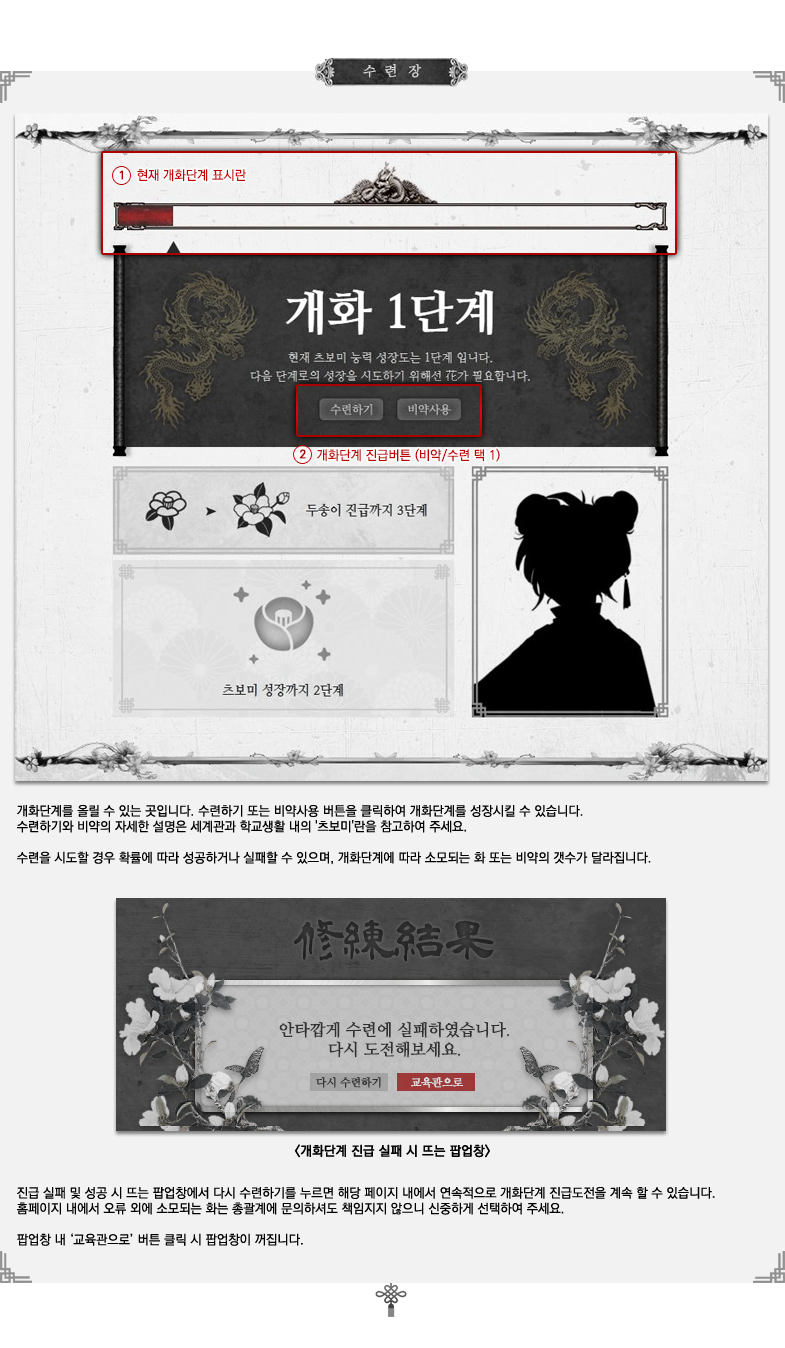 수련장
① 현재 개화단계 표시란
개화 1단계
현재 츠보미 능력 성장도는 1단계 입니다.
다음 단계로의 성장을 시도하기 위해선 花가 필요합니다.
수련하기 비약사용
② 개화단계 진급버튼 (비약/수련 택 1)
두송이 진급까지 3단계
츠보미 성장까지 2단계
개화단계를 올릴 수 있는 곳입니다. 수련하기 또는 비약사용 버튼을 클릭하여 개화단계를 성장시킬 수 있습니다.
수련하기와 비약의 자세한 설명은 세계관과 학교생활 내의 '츠보미'란을 참고하여 주세요.
수련을 시도할 경우 확률에 따라 성공하거나 실패할 수 있으며, 개화단계에 따라 소모되는 화 또는 비약의 갯수가 달라집니다.
修練結果
안타깝게 수련에 실패하였습니다.
다시 도전해보세요.
다시 수련하기 교육관으로
<개화단계 진급 실패 시 뜨는 팝업창>
진급 실패 및 성공 시 뜨는 팝업창에서 다시 수련하기를 누르면 해당 페이지 내에서 연속적으로 개화단계 진급도전을 계속 할 수 있습니다.
홈페이지 내에서 오류 외에 소모되는 화는 총괄계에 문의하셔도 책임지지 않으니 신중하게 선택하여 주세요.
팝업창 내 '교육관으로' 버튼 클릭 시 팝업창이 꺼집니다.